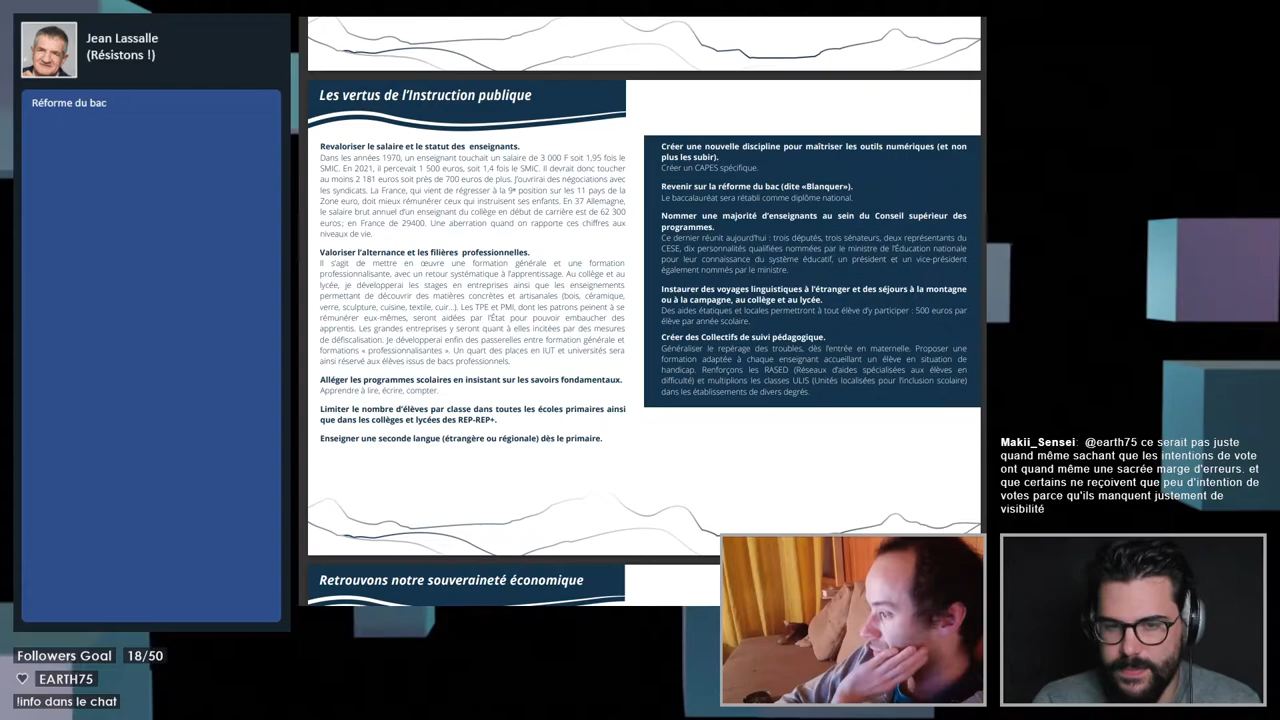 Jean Lassalle
(Résistons !)
Réforme du bac
Les vertus de l'Instruction publique
Revaloriser le salaire et le statut des enseignants.
Dans les années 1970, un enseignant touchait un salaire de 3 000 F soit 1,95 fois le
SMIC. En 2021, il percevait 1 500 euros, soit 1,4 fois le SMIC. Il devrait donc toucher
au moins 2 181 euros soit près de 700 euros de plus. J'ouvrirai des négociations avec
les syndicats. La France, qui vient de régresser à la 9ᵉ position sur les 11 pays de la
Zone euro, doit mieux rémunérer ceux qui instruisent ses enfants. En 37 Allemagne,
le salaire brut annuel d'un enseignant du collège en début de carrière est de 62 300
euros; en France de 29400. Une aberration quand on rapporte ces chiffres aux
niveaux de vie.
Valoriser l'alternance et les filières professionnelles.
Il s'agit de mettre en œuvre une formation générale et une formation
professionnalisante, avec un retour systématique à l'apprentissage. Au collège et au
lycée, je développerai les stages en entreprises ainsi que les enseignements
permettant de découvrir des matières concrètes et artisanales (bois, céramique,
verre, sculpture, cuisine, textile, cuir...). Les TPE et PMI, dont les patrons peinent à se
rémunérer eux-mêmes, seront aidées par l'État pour pouvoir embaucher des
apprentis. Les grandes entreprises y seront quant à elles incitées par des mesures
de défiscalisation. Je développerai enfin des passerelles entre formation générale et
formations « professionnalisantes ». Un quart des places en IUT et universités sera
ainsi réservé aux élèves issus de bacs professionnels.
Alléger les programmes scolaires en insistant sur les savoirs fondamentaux.
Apprendre à lire, écrire, compter.
Limiter le nombre d'élèves par classe dans toutes les écoles primaires ainsi
que dans les collèges et lycées des REP-REP+.
Enseigner une seconde langue (étrangère ou régionale) dès le primaire.
Créer une nouvelle discipline pour maîtriser les outils numériques (et non
plus les subir).
Créer un CAPES spécifique.
Revenir sur la réforme du bac (dite «Blanquer»).
Le baccalauréat sera rétabli comme diplôme national.
Nommer une majorité d'enseignants au sein du Conseil supérieur des
programmes.
Ce dernier réunit aujourd'hui : trois députés, trois sénateurs, deux représentants du
CESE, dix personnalités qualifiées nommées par le ministre de l'Éducation nationale
pour leur connaissance du système éducatif, un président et un vice-président
également nommés par le ministre.
Instaurer des voyages linguistiques à l'étranger et des séjours à la montagne
ou à la campagne, au collège et au lycée.
Des aides étatiques et locales permettront à tout élève d'y participer : 500 euros par
élève par année scolaire.
Créer des Collectifs de suivi pédagogique.
Généraliser le repérage des troubles, dès l'entrée en maternelle. Proposer une
formation adaptée à chaque enseignant accueillant un élève en situation de
handicap. Renforçons les RASED (Réseaux d'aides spécialisées aux élèves en
difficulté) et multiplions les classes ULIS (Unités localisées pour l'inclusion scolaire)
dans les établissements de divers degrés.
Retrouvons notre souveraineté économique
Makii_Sensei: @earth75 ce serait pas juste
quand même sachant que les intentions de vote
ont quand même une sacrée marge d'erreurs. et
que certains ne reçoivent que peu d'intention de
votes parce qu'ils manquent justement de
visibilité
Followers Goal 18/50
EARTH75
!info dans le chat